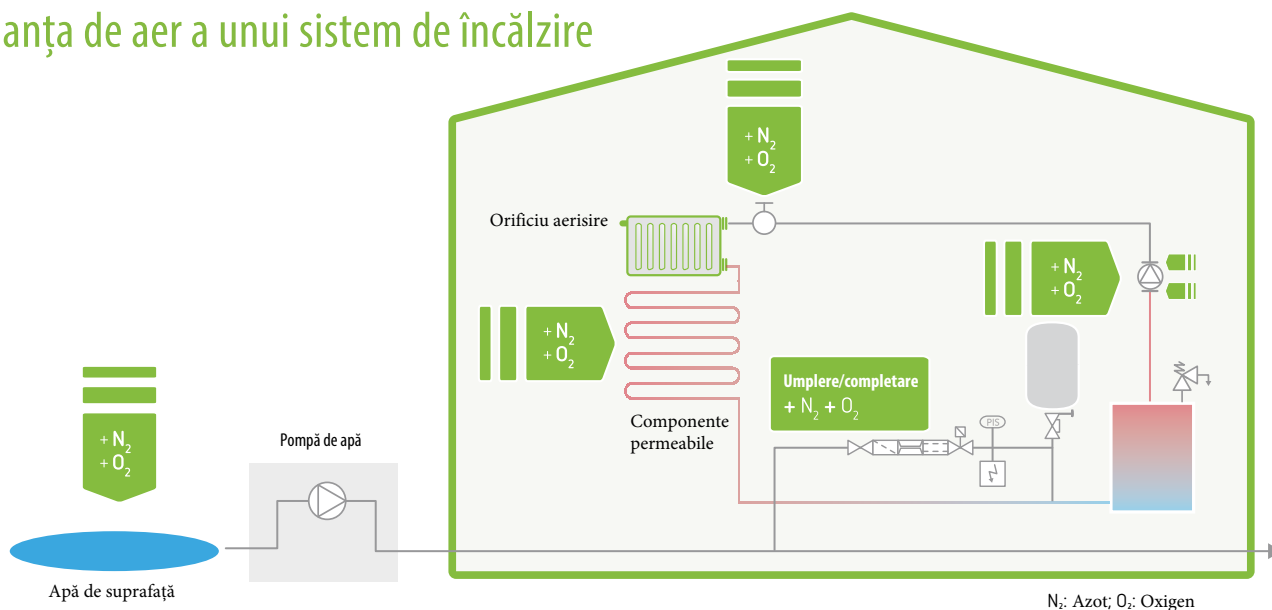 anța de aer a unui sistem de încălzire
+ N₂
+ O₂
Orificiu aerisire
+ N₂
+ O₂
+ N₂
+ O₂
Umplere/completare
+ N₂ + O₂
Componente
permeabile
PIS
+ N₂
+ O₂
Pompă de apă
Apă de suprafață
N₂: Azot; O₂: Oxigen